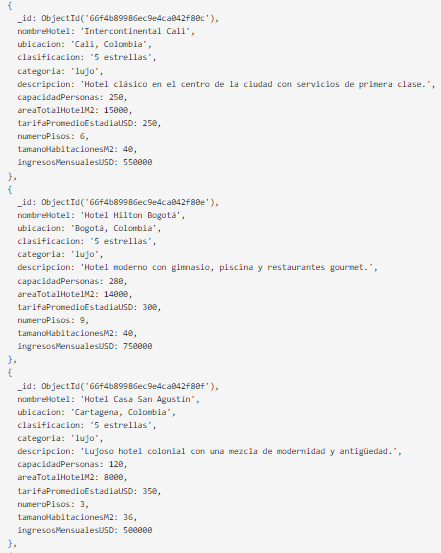 {
_id: ObjectId('66f4b89986ec9e4ca042f80c'),
nombreHotel: 'Intercontinental Cali',
ubicacion: 'Cali, Colombia',
clasificacion: '5 estrellas',
categoria: 'lujo',
descripcion: 'Hotel clásico en el centro de la ciudad con servicios de primera clase.',
capacidadPersonas: 250,
areaTotalHotelM2: 15000,
tarifaPromedioEstadiaUSD: 250,
numeroPisos: 6,
tamanoHabitacionesM2: 40,
ingresosMensualesUSD: 550000
},
{
_id: ObjectId('66f4b89986ec9e4ca042f80e'),
nombreHotel: 'Hotel Hilton Bogotá',
ubicacion: 'Bogotá, Colombia',
clasificacion: '5 estrellas',
categoria: 'lujo',
descripcion: 'Hotel moderno con gimnasio, piscina y restaurantes gourmet.',
capacidadPersonas: 280,
areaTotalHotelM2: 14000,
tarifaPromedioEstadiaUSD: 300,
numeroPisos: 9,
tamanoHabitacionesM2: 40,
ingresosMensualesUSD: 750000
},
{
_id: ObjectId('66f4b89986ec9e4ca042f80f'),
nombreHotel: 'Hotel Casa San Agustín',
ubicacion: 'Cartagena, Colombia',
clasificacion: '5 estrellas',
categoria: 'lujo',
descripcion: 'Lujoso hotel colonial con una mezcla de modernidad y antigüedad.',
capacidadPersonas: 120,
areaTotalHotelM2: 8000,
tarifaPromedioEstadiaUSD: 350,
numeroPisos: 3,
tamanoHabitacionesM2: 36,
ingresosMensualesUSD: 500000
},